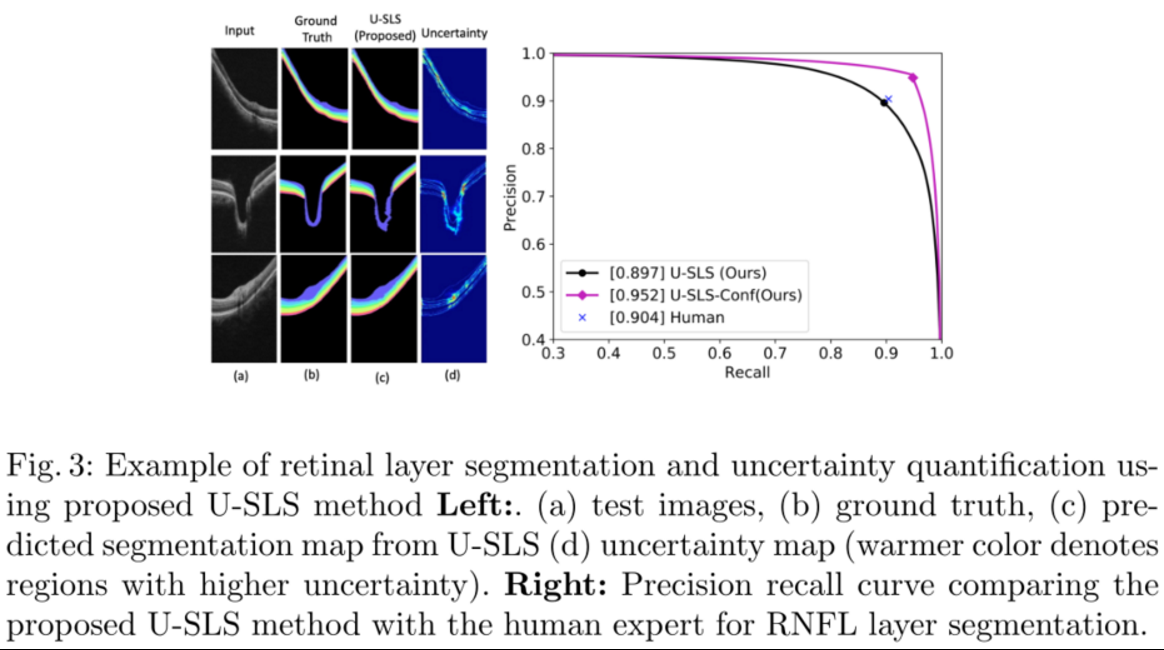 Input
Ground
Truth
U-SLS
(Proposed)
Uncertainty
(a)
(b)
(c)
(d)
1.0
0.9
0.8
0.7
0.6
0.5
0.4
Precision
[0.897] U-SLS (Ours)
[0.952] U-SLS-Conf(Ours)
[0.904] Human
0.3 0.4 0.5 0.6 0.7 0.8 0.9 1.0
Recall
Fig. 3: Example of retinal layer segmentation and uncertainty quantification us-
ing proposed U-SLS method Left:. (a) test images, (b) ground truth, (c) pre-
dicted segmentation map from U-SLS (d) uncertainty map (warmer color denotes
regions with higher uncertainty). Right: Precision recall curve comparing the
proposed U-SLS method with the human expert for RNFL layer segmentation.